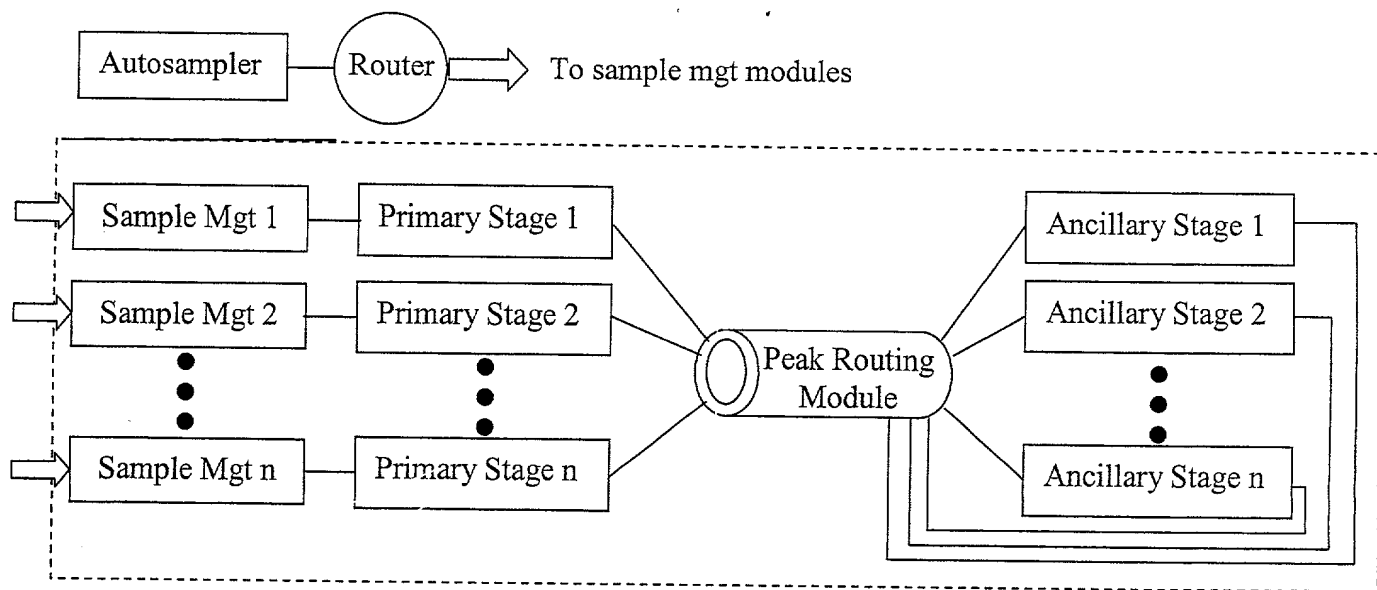 Autosampler
Router
To sample mgt modules
Sample Mgt 1
Primary Stage 1
Ancillary Stage 1
Sample Mgt 2
Primary Stage 2
Ancillary Stage 2
Peak Routing
Module
Sample Mgt n
Primary Stage n
Ancillary Stage n